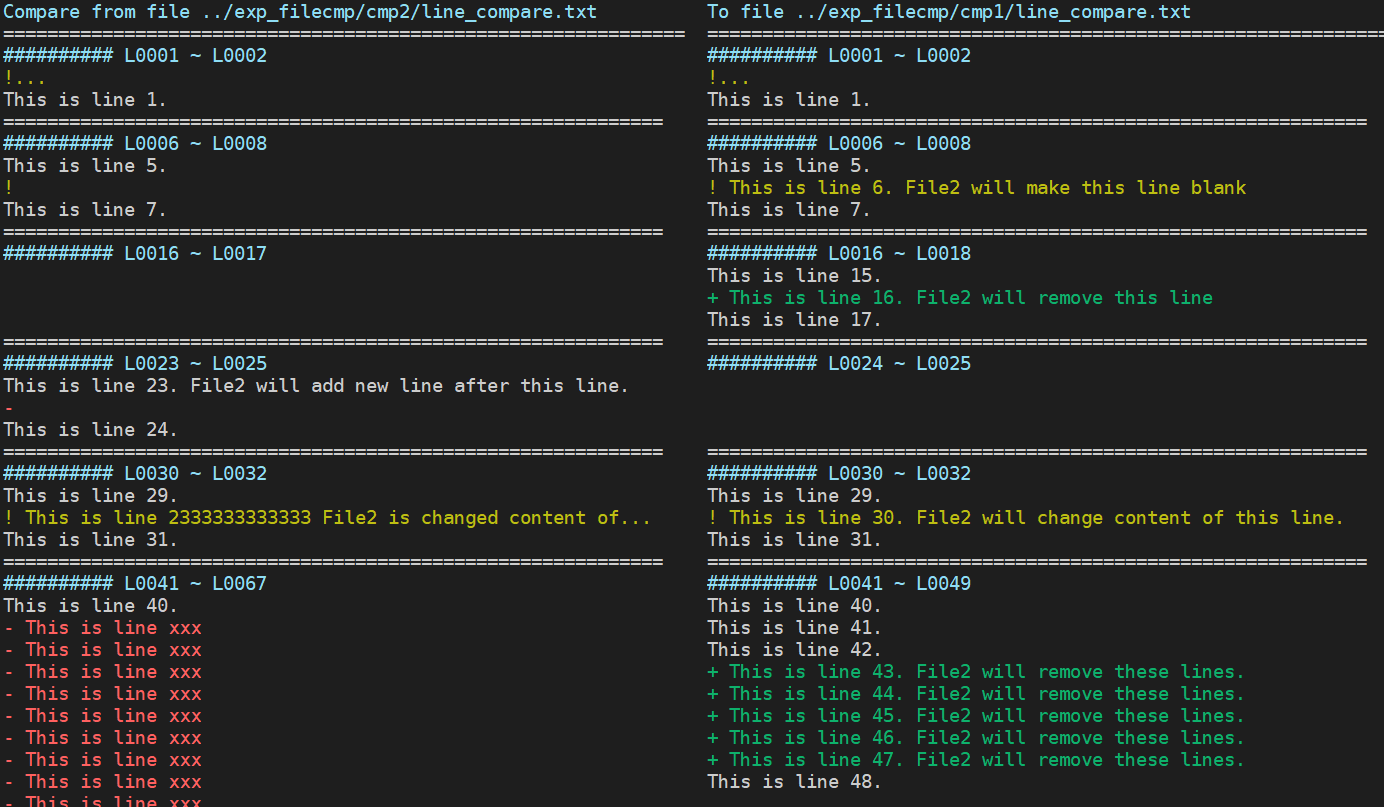 Compare from file ../exp_filecmp/cmp2/line_compare.txt
==============================================================
########## L0001 ~ L0002
!...
This is line 1.
============================================================
########## L0006 ~ L0008
This is line 5.
!
This is line 7.
============================================================
########## L0016 ~ L0017
============================================================
########## L0023 ~ L0025
This is line 23. File2 will add new line after this line.
-
This is line 24.
============================================================
########## L0030 ~ L0032
This is line 29.
! This is line 2333333333333 File2 is changed content of...
This is line 31.
============================================================
########## L0041 ~ L0067
This is line 40.
- This is line xxx
- This is line xxx
- This is line xxx
- This is line xxx
- This is line xxx
- This is line xxx
- This is line xxx
- This is line xxx
- This is line xxx
To file ../exp_filecmp/cmp1/line_compare.txt
==============================================================
########## L0001 ~ L0002
!...
This is line 1.
============================================================
########## L0006 ~ L0008
This is line 5.
! This is line 6. File2 will make this line blank
This is line 7.
============================================================
########## L0016 ~ L0018
This is line 15.
+ This is line 16. File2 will remove this line
This is line 17.
============================================================
########## L0024 ~ L0025
============================================================
########## L0030 ~ L0032
This is line 29.
! This is line 30. File2 will change content of this line.
This is line 31.
============================================================
########## L0041 ~ L0049
This is line 40.
This is line 41.
This is line 42.
+ This is line 43. File2 will remove these lines.
+ This is line 44. File2 will remove these lines.
+ This is line 45. File2 will remove these lines.
+ This is line 46. File2 will remove these lines.
+ This is line 47. File2 will remove these lines.
This is line 48.